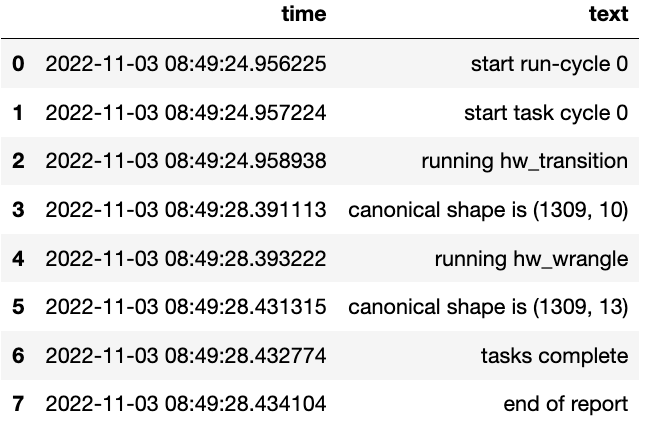 time text
0 2022-11-03 08:49:24.956225 start run-cycle 0
1 2022-11-03 08:49:24.957224 start task cycle 0
2 2022-11-03 08:49:24.958938 running hw_transition
3 2022-11-03 08:49:28.391113 canonical shape is (1309, 10)
4 2022-11-03 08:49:28.393222 running hw_wrangle
5 2022-11-03 08:49:28.431315 canonical shape is (1309, 13)
6 2022-11-03 08:49:28.432774 tasks complete
7 2022-11-03 08:49:28.434104 end of report